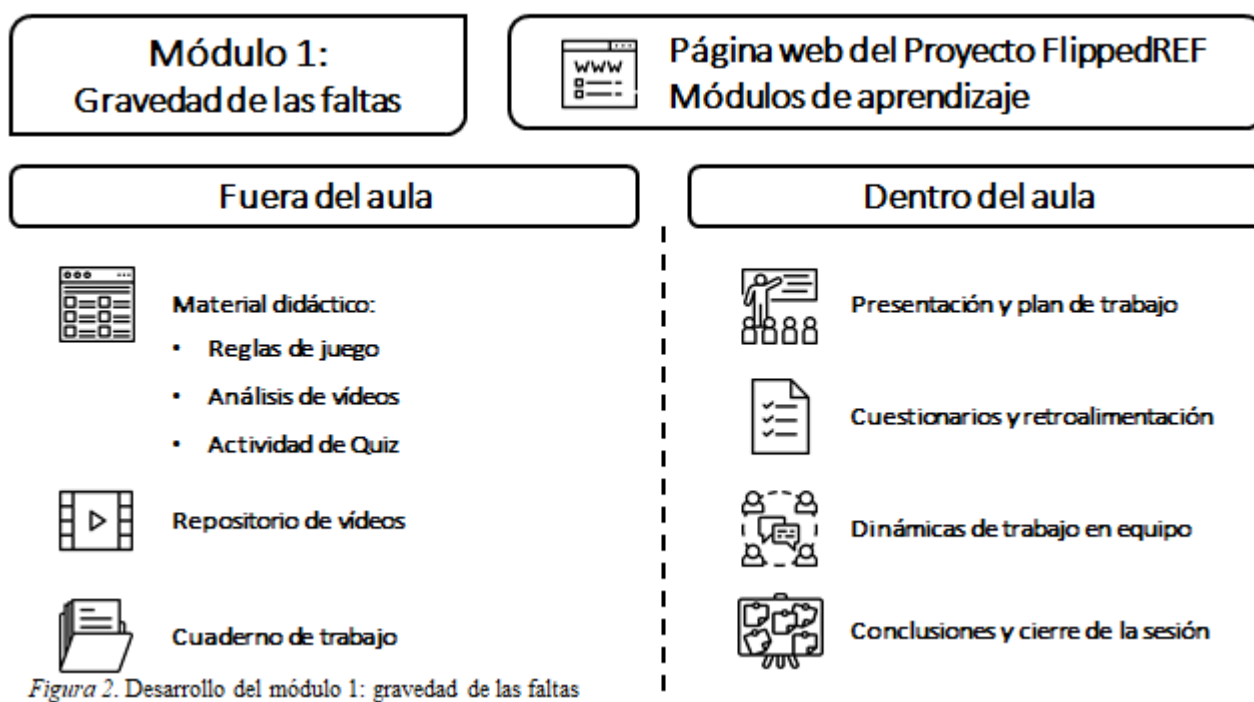 Módulo 1:
Gravedad de las faltas
WWW
Página web del Proyecto FlippedREF
Módulos de aprendizaje
Fuera del aula
Material didáctico:
• Reglas de juego
• Análisis de vídeos
• Actividad de Quiz
Repositorio de vídeos
Cuaderno de trabajo
Dentro del aula
Presentación y plan de trabajo
Cuestionarios y retroalimentación
Dinámicas de trabajo en equipo
Conclusiones y cierre de la sesión
Figura 2. Desarrollo del módulo 1: gravedad de las faltas